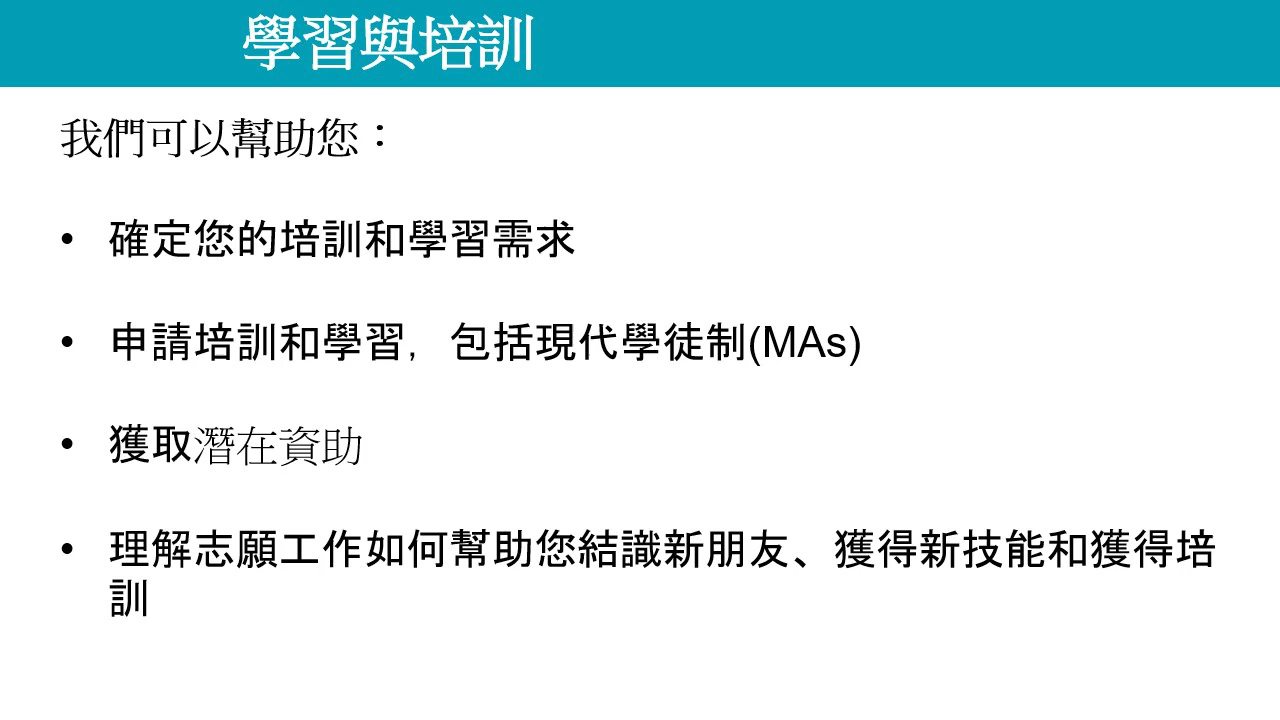 學習與培訓
我們可以幫助您：
• 確定您的培訓和學習需求
• 申請培訓和學習，包括現代學徒制(MAs)
• 獲取潛在資助
• 理解志願工作如何幫助您結識新朋友、獲得新技能和獲得培
訓